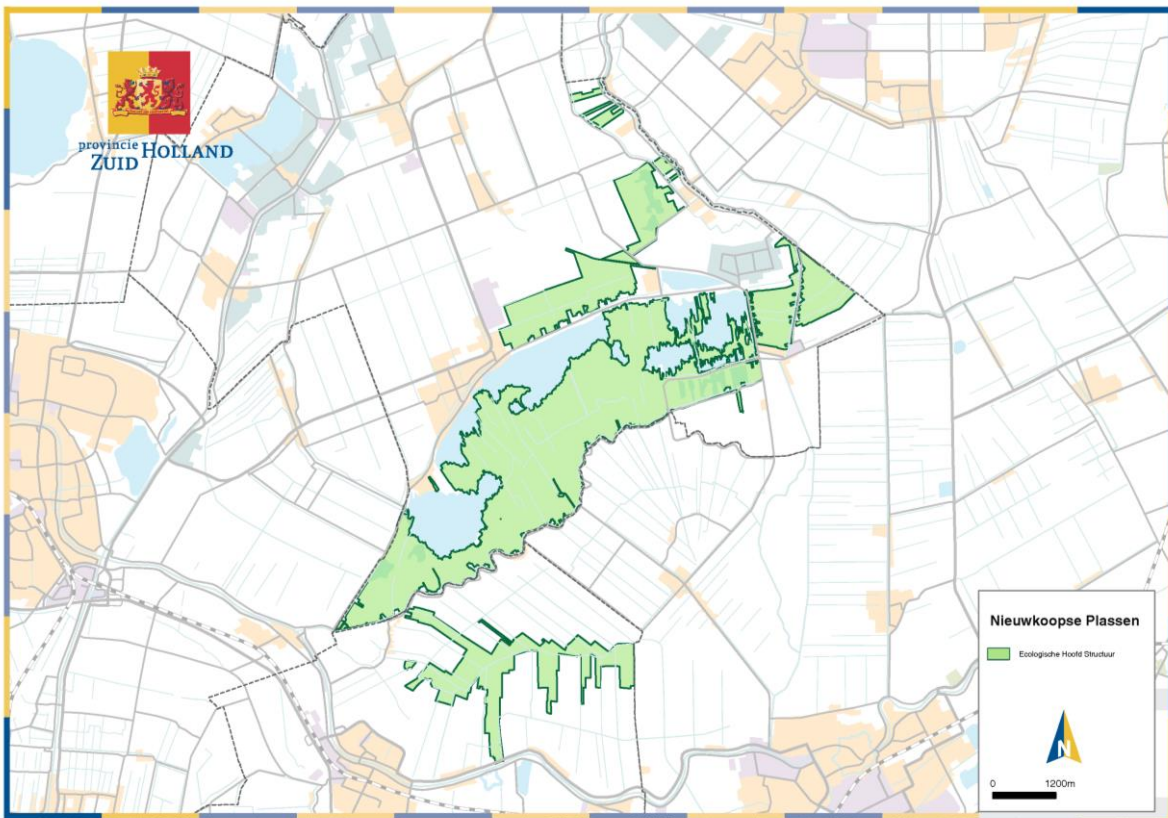 provincie
ZUID HOLLAND
Nieuwkoopse Plassen
Ecologische Hoofd Structuur
N
0 1200m